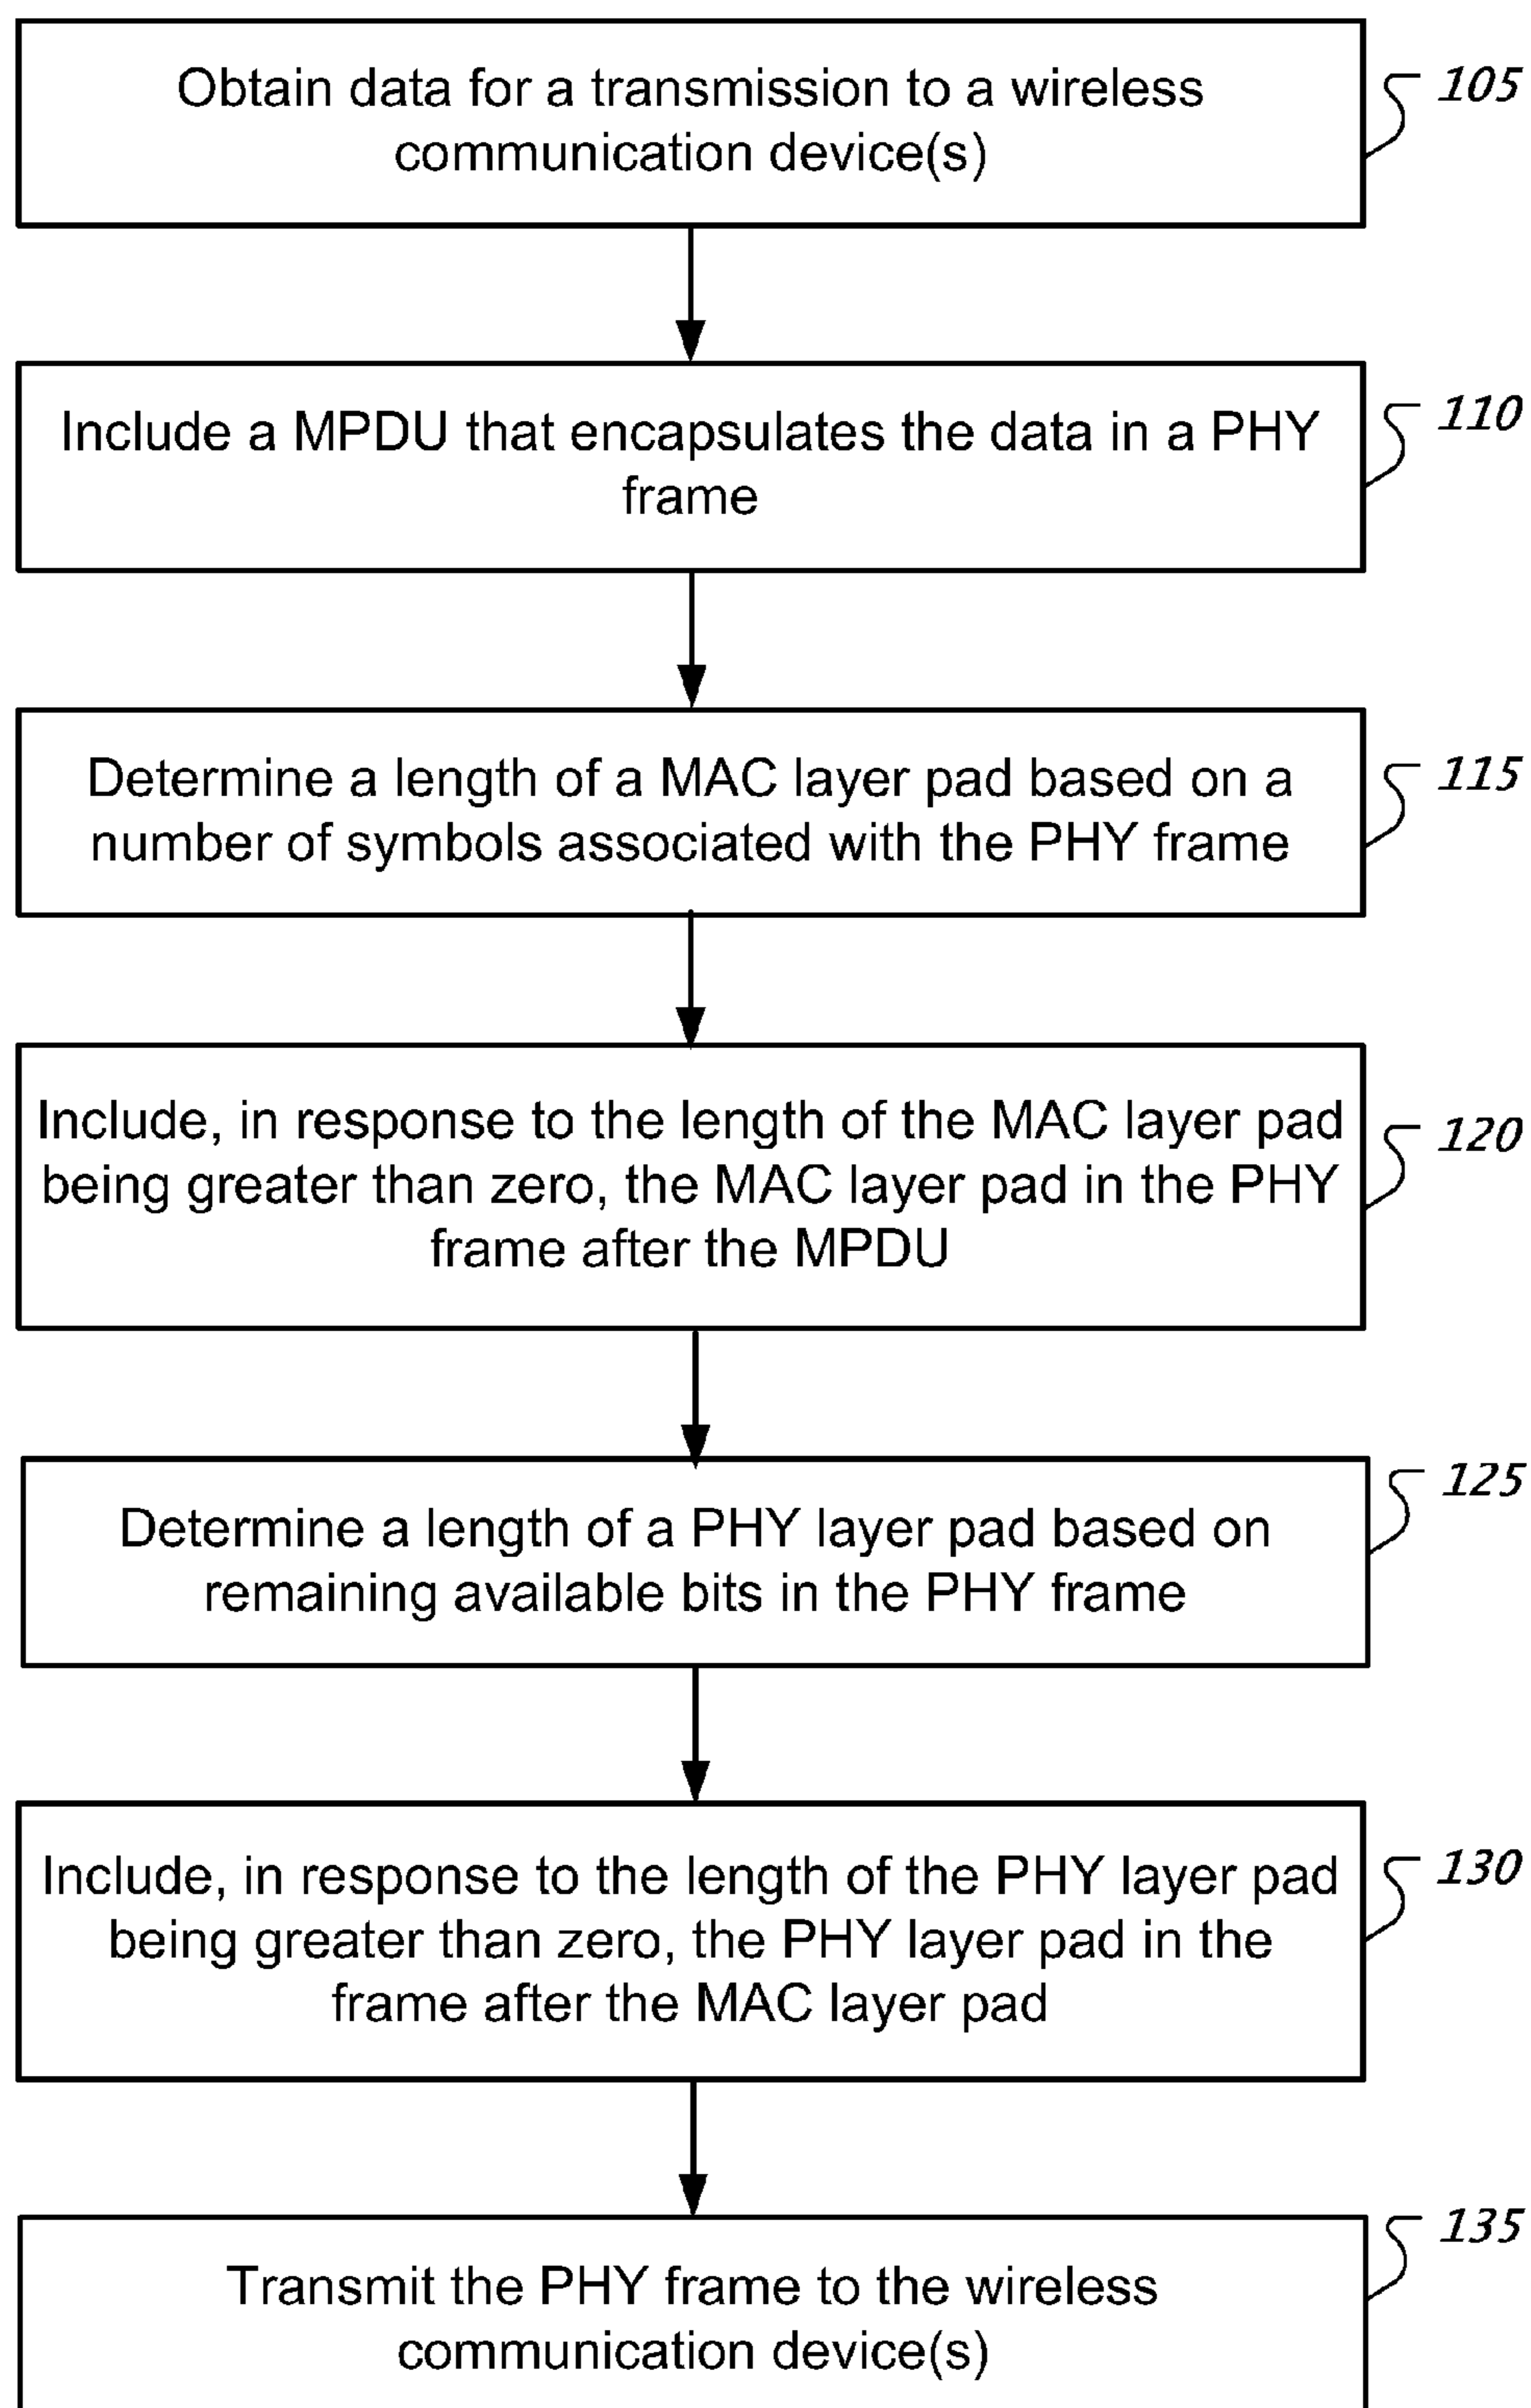 Obtain data for a transmission to a wireless
communication device(s)
105
Include a MPDU that encapsulates the data in a PHY
frame
110
Determine a length of a MAC layer pad based on a
number of symbols associated with the PHY frame
115
Include, in response to the length of the MAC layer pad
being greater than zero, the MAC layer pad in the PHY
frame after the MPDU
120
Determine a length of a PHY layer pad based on
remaining available bits in the PHY frame
125
Include, in response to the length of the PHY layer pad
being greater than zero, the PHY layer pad in the
frame after the MAC layer pad
130
Transmit the PHY frame to the wireless
communication device(s)
135